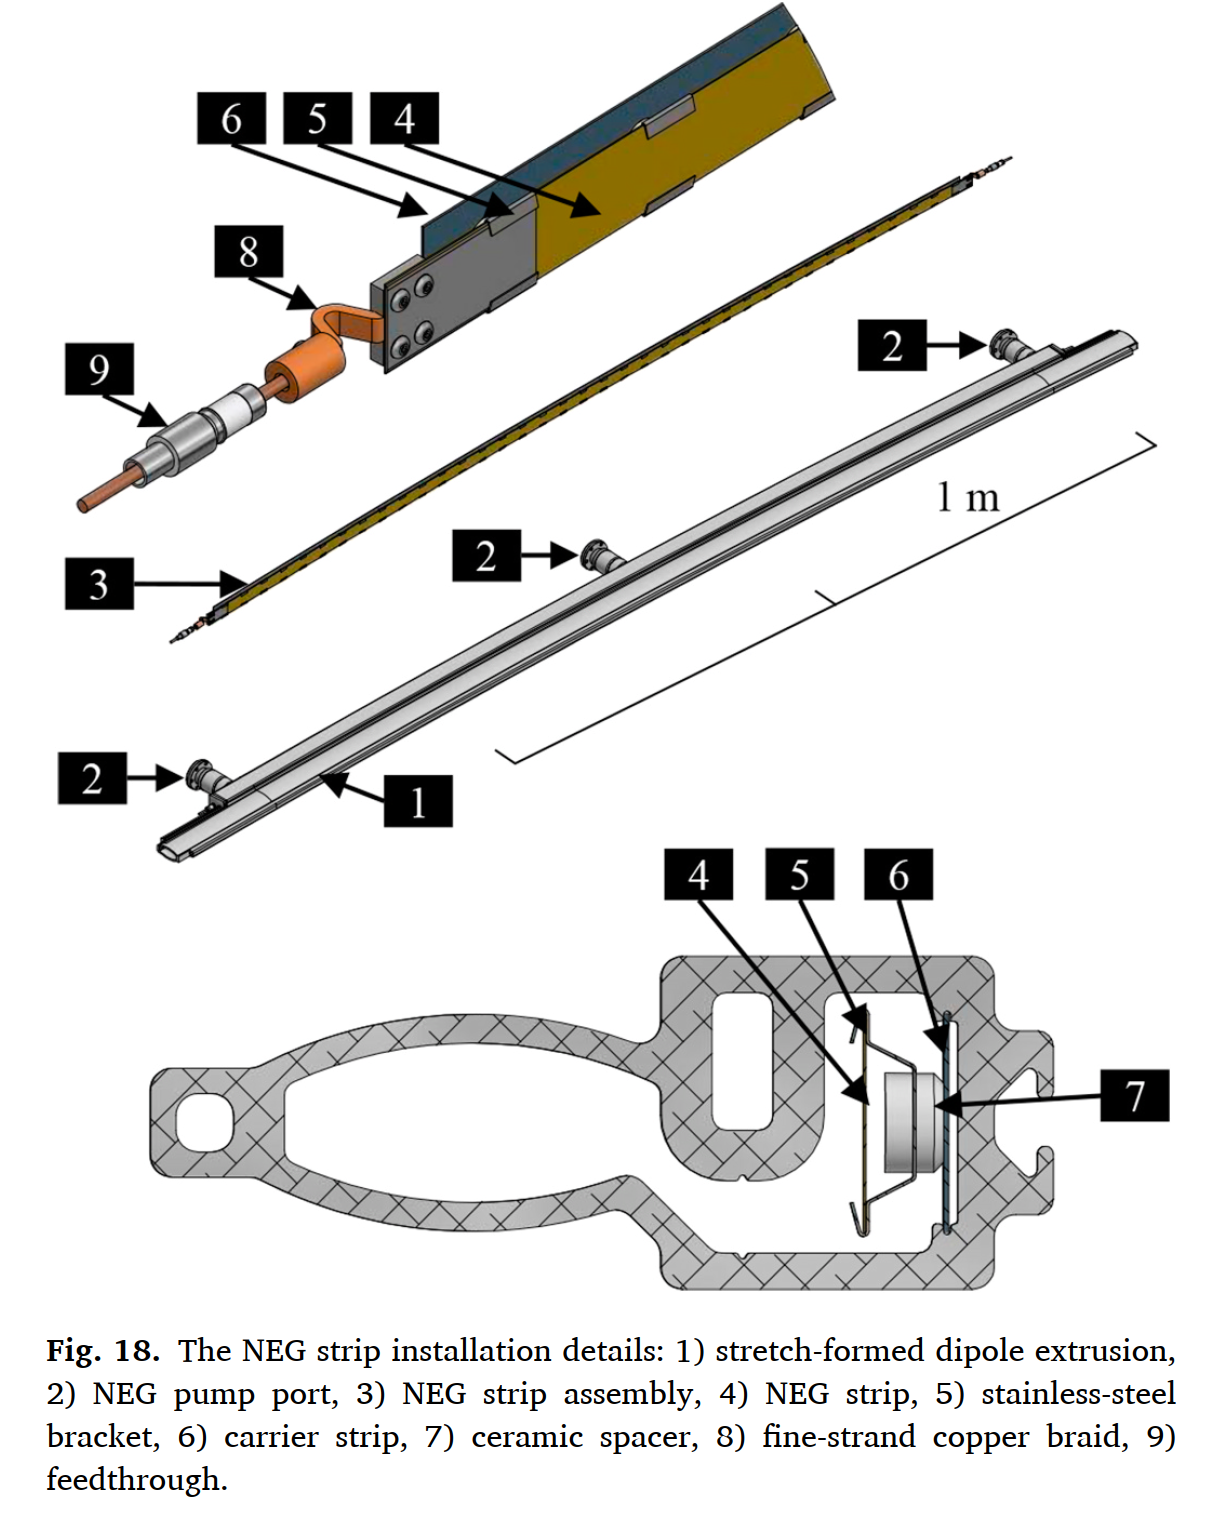 6 5 4
8
9
2
1 m
2
3
2
1
4 5 6
7
Fig. 18. The NEG strip installation details: 1) stretch-formed dipole extrusion,
2) NEG pump port, 3) NEG strip assembly, 4) NEG strip, 5) stainless-steel
bracket, 6) carrier strip, 7) ceramic spacer, 8) fine-strand copper braid, 9)
feedthrough.